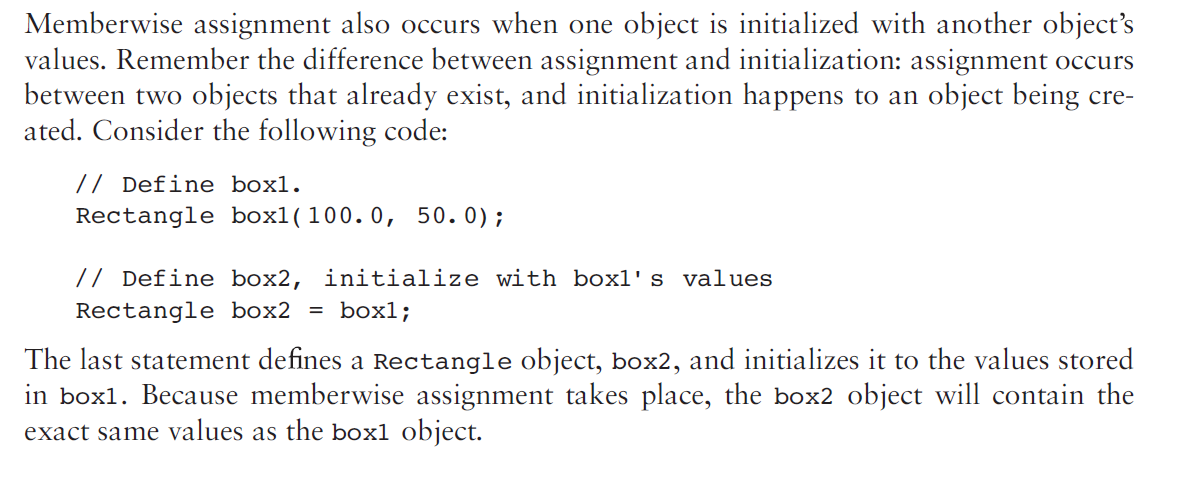 Memberwise assignment also occurs when one object is initialized with another object’s
values. Remember the difference between assignment and initialization: assignment occurs
between two objects that already exist, and initialization happens to an object being cre-
ated. Consider the following code:
// Define box1.
Rectangle box1(100.0, 50.0);
// Define box2, initialize with box1's values
Rectangle box2 = box1;
The last statement defines a Rectangle object, box2, and initializes it to the values stored
in box1. Because memberwise assignment takes place, the box2 object will contain the
exact same values as the box1 object.